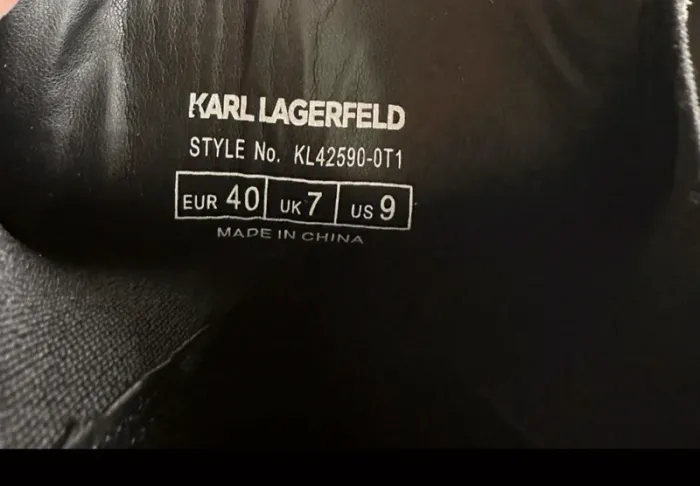 KARL LAGERFELD
STYLE No. KL42590-0T1
EUR 40 UK 7 US 9
MADE IN CHINA